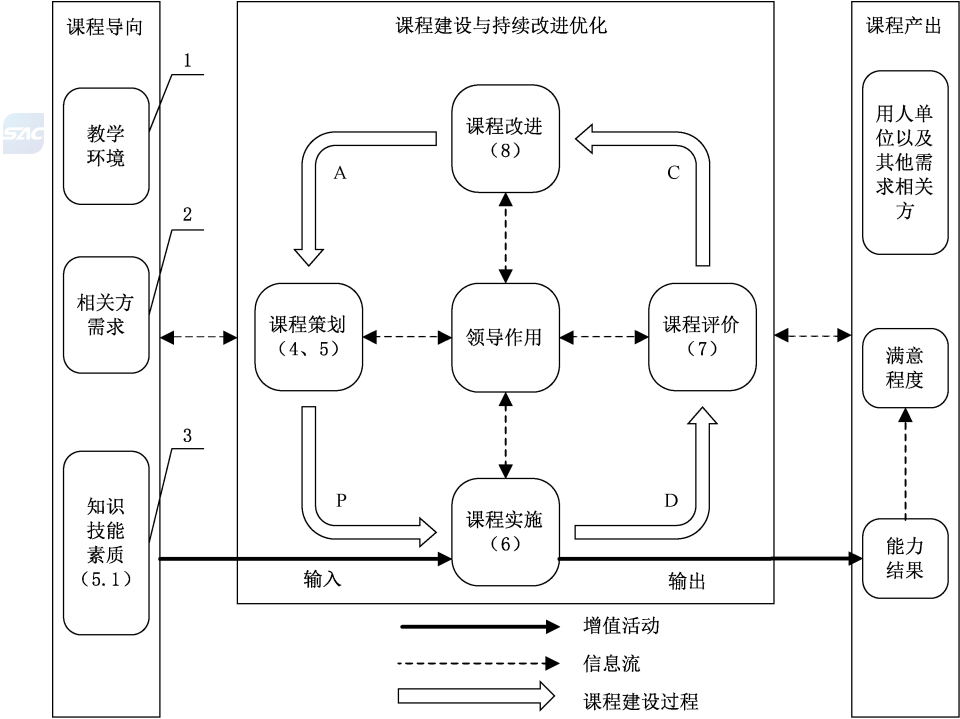 课程导向
1
教学
环境
2
相关方
需求
3
知识
技能
素质
（5.1）
课程建设与持续改进优化
课程改进
（8）
A
C
课程策划
（4、5）
领导作用
课程评价
（7）
P
D
课程实施
（6）
输入
输出
课程产出
用人单
位以及
其他需
求相关
方
满意
程度
能力
结果
增值活动
信息流
课程建设过程
SAC